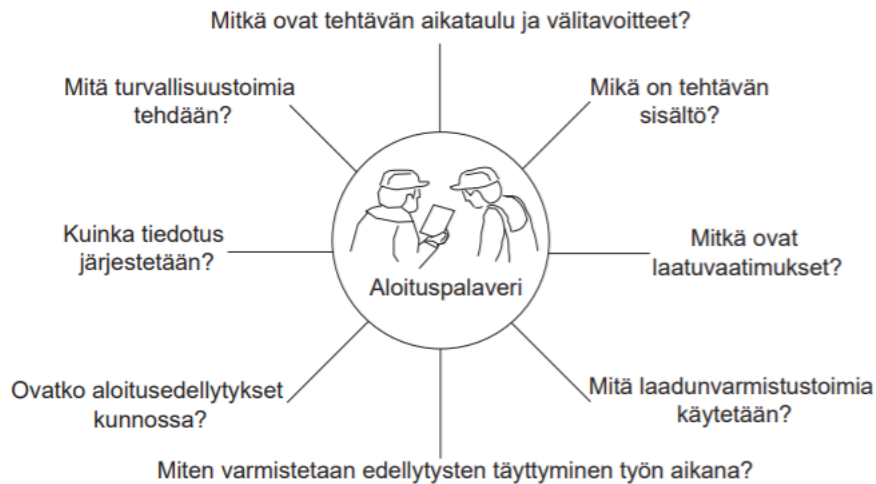 Mitkä ovat tehtävän aikataulu ja välitavoitteet?
Mitä turvallisuustoimia
tehdään?
Mikä on tehtävän
sisältö?
Kuinka tiedotus
järjestetään?
Mitkä ovat
laatuvaatimukset?
Aloituspalaveri
Ovatko aloitusedellytykset
kunnossa?
Mitä laadunvarmistustoimia
käytetään?
Miten varmistetaan edellytysten täyttyminen työn aikana?